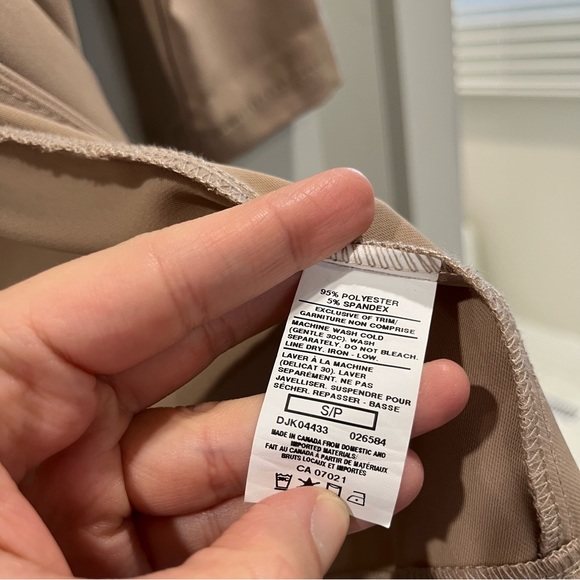 95% POLYESTER
5% SPANDEX
EXCLUSIVE OF TRIM/
GARNITURE NON COMPRISE
MACHINE WASH COLD
(GENTLE 30C). WASH
SEPARATELY. DO NOT BLEACH.
LINE DRY. IRON - LOW
LAVER À LA MACHINE
(DELICAT 30). LAVER
SEPARÉMENT. NE PAS
JAVELLISER. SUSPENDRE POUR
SÉCHER. REPASSER - BASSE
S/P
DJK04433 026584
MADE IN CANADA FROM DOMESTIC AND
IMPORTED MATERIALS/
FAIT AU CANADA A PARTIR DE MATÉRIAUX
BRUTS LOCAUX ET IMPORTÉS
CA 07021